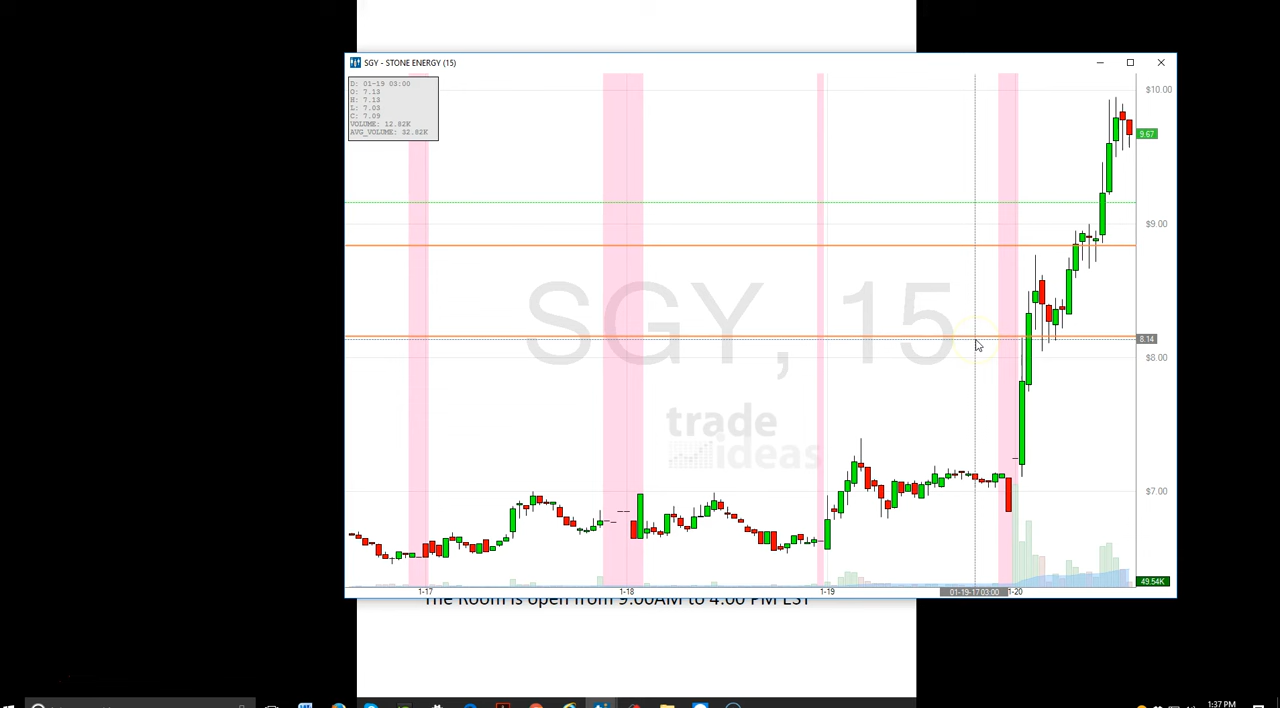 SGY - STONE ENERGY (15)
D: 01-19 03:00
O: 7.13
H: 7.13
L: 7.03
C: 7.09
VOLUME: 12.82K
AVG_VOLUME: 32.82K
$10.00
9.67
$9.00
SGY, 15
8.14
$8.00
trade
ideas
$7.00
49.54K
1-17
1-18
1-19
01-19-17 03:00
1-20
The Room is open from 9:00AM to 4:00 PM EST
1:37 PM